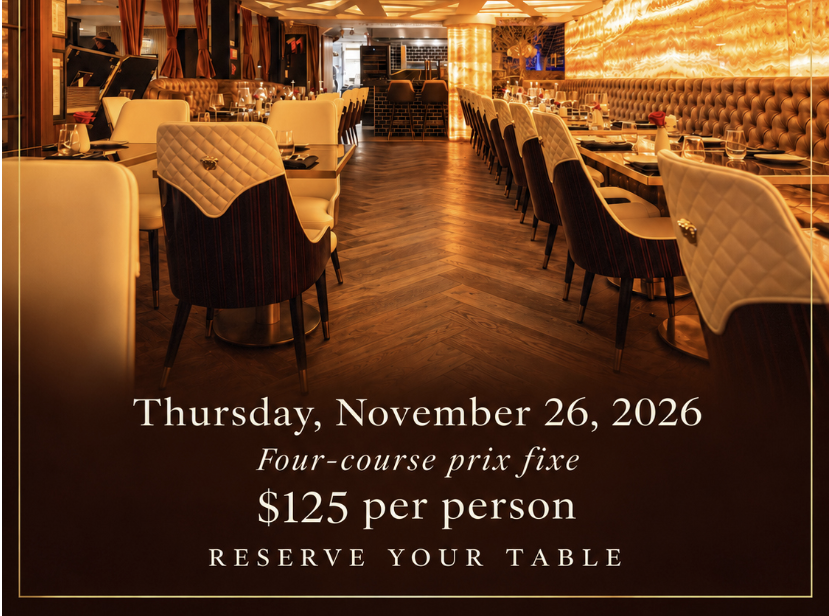 Thursday, November 26, 2026
Four-course prix fixe
$125 per person
RESERVE YOUR TABLE